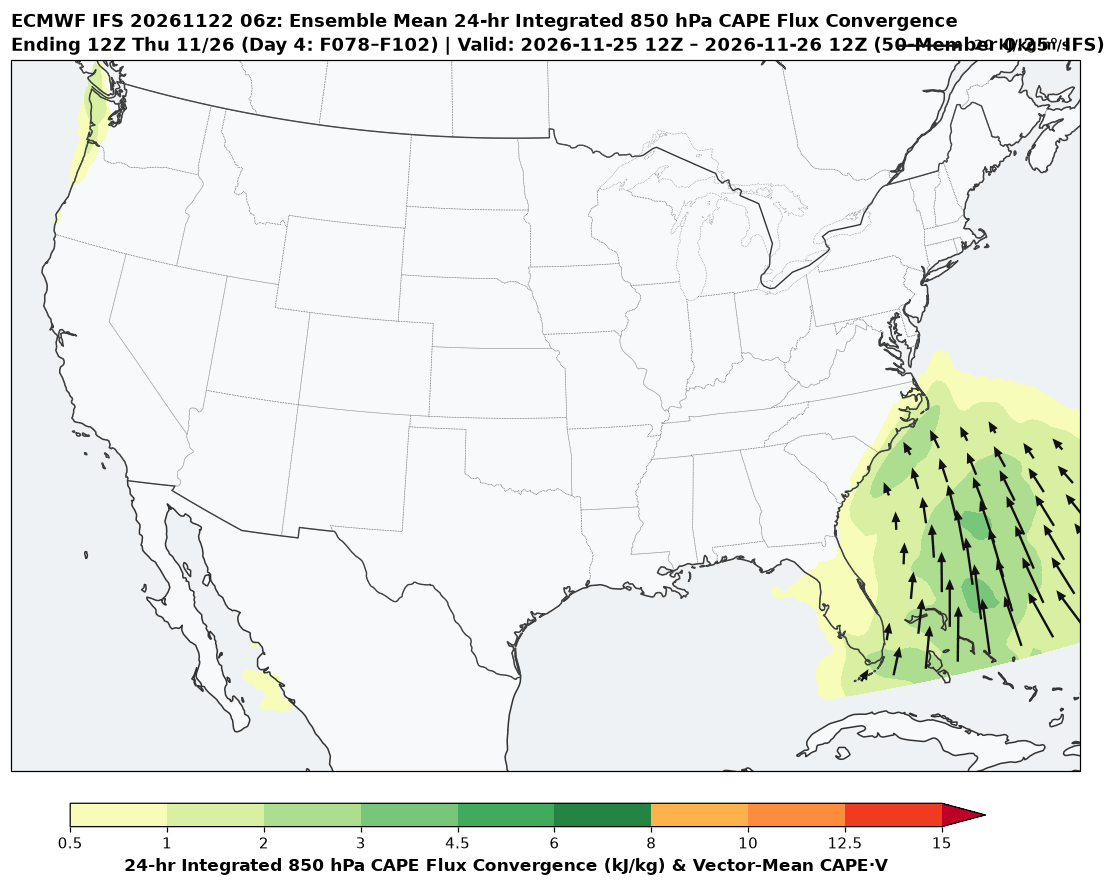 ECMWF IFS 20261122 06z: Ensemble Mean 24-hr Integrated 850 hPa CAPE Flux Convergence
Ending 12Z Thu 11/26 (Day 4: F078–F102) | Valid: 2026-11-25 12Z – 2026-11-26 12Z (50-Member 0.25° IFS)
0.5 1 2 3 4.5 6 8 10 12.5 15
24-hr Integrated 850 hPa CAPE Flux Convergence (kJ/kg) & Vector-Mean CAPE·V